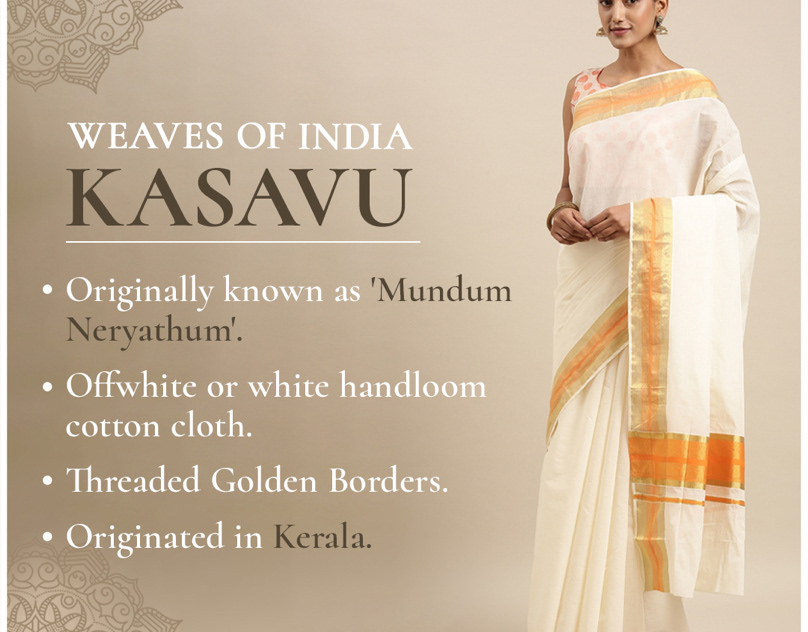 WEAVES OF INDIA
KASAVU
• Originally known as 'Mundum
Neryathum'.
• Offwhite or white handloom
cotton cloth.
• Threaded Golden Borders.
• Originated in Kerala.